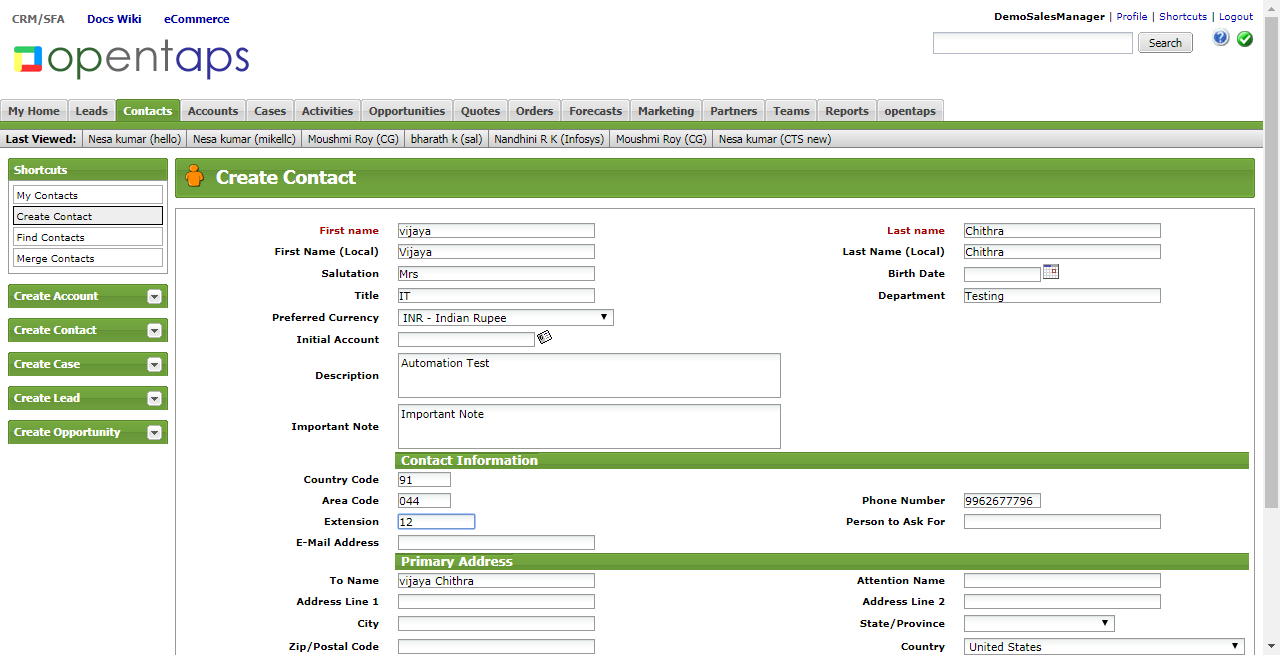 CRM/SFA Docs Wiki eCommerce
DemoSalesManager | Profile | Shortcuts | Logout
opentaps
Search
My Home Leads Contacts Accounts Cases Activities Opportunities Quotes Orders Forecasts Marketing Partners Teams Reports opentaps
Last Viewed: Nesa kumar (hello) Nesa kumar (mikellc) Moushmi Roy (CG) bharath k (sal) Nandhini R K (Infosys) Moushmi Roy (CG) Nesa kumar (CTS new)
Shortcuts
My Contacts
Create Contact
Find Contacts
Merge Contacts
Create Account
Create Contact
Create Case
Create Lead
Create Opportunity
Create Contact
First name vijaya Last name Chithra
First Name (Local) Vijaya Last Name (Local) Chithra
Salutation Mrs Birth Date
Title IT Department Testing
Preferred Currency INR - Indian Rupee
Initial Account
Description Automation Test
Important Note Important Note
Contact Information
Country Code 91
Area Code 044 Phone Number 9962677796
Extension 12 Person to Ask For
E-Mail Address
Primary Address
To Name vijaya Chithra Attention Name
Address Line 1 Address Line 2
City State/Province
Zip/Postal Code Country United States